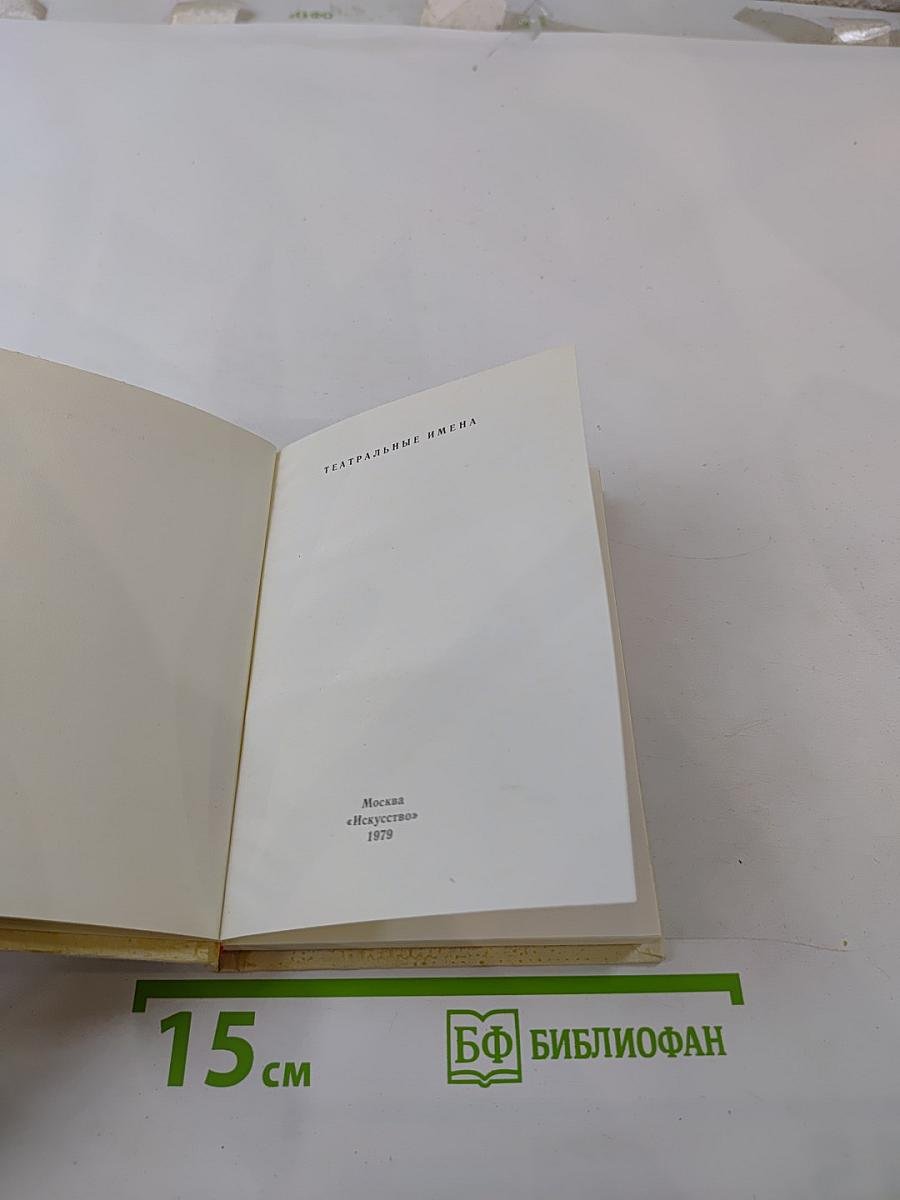 ТЕАТРАЛЬНЫЕ ИМЕНА
Москва
«Искусство»
1979
15 см
БФ БИБЛИОФАН